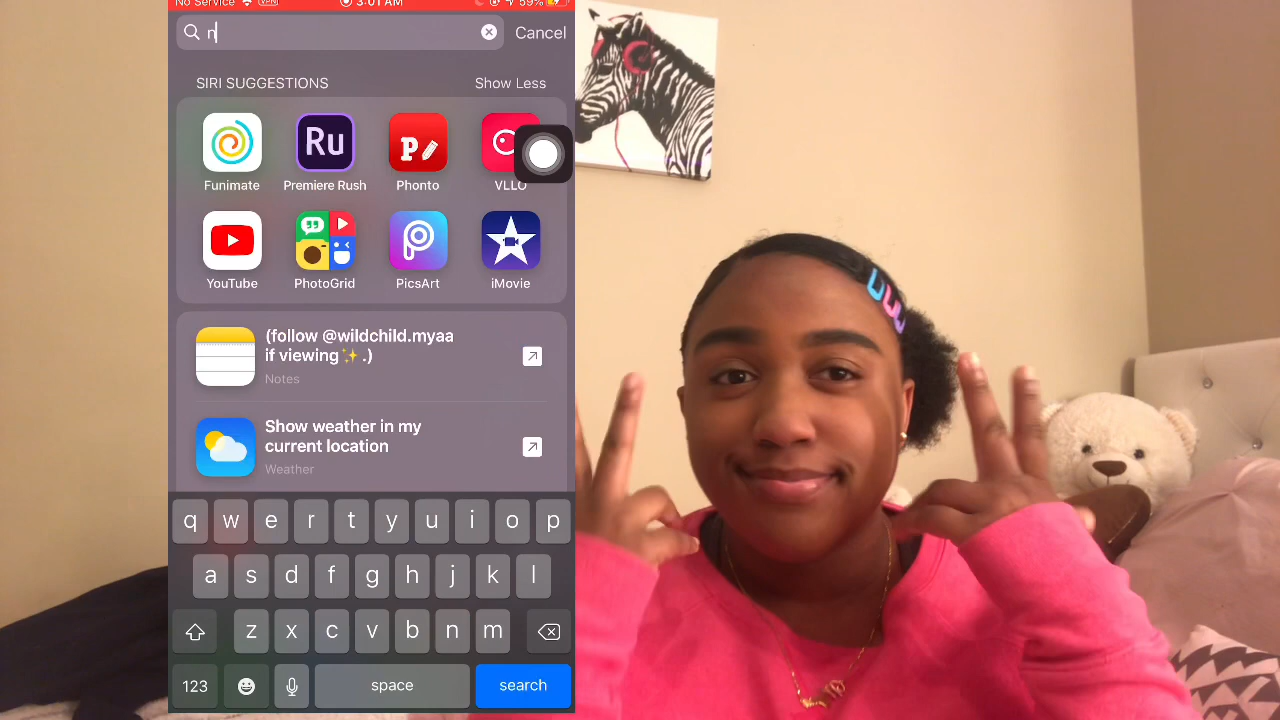 No Service VPN 3:01 AM 59%
n Cancel
SIRI SUGGESTIONS Show Less
Ru
Funimate Premiere Rush Phonto VLLO
YouTube PhotoGrid PicsArt iMovie
(follow @wildchild.myaa
if viewing✨.)
Notes
Show weather in my
current location
Weather
q w e r t y u i o p
a s d f g h j k l
z x c v b n m
123 space search